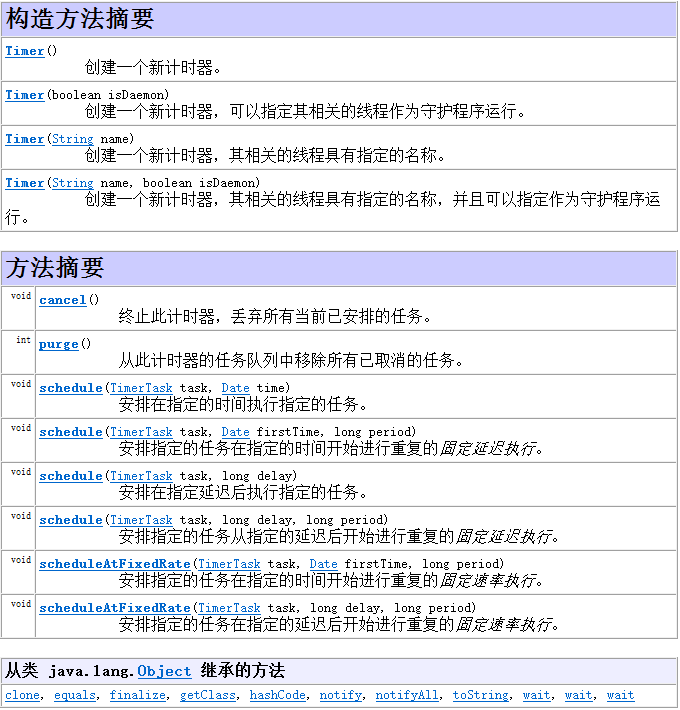 构造方法摘要
Timer()
创建一个新计时器。
Timer(boolean isDaemon)
创建一个新计时器，可以指定其相关的线程作为守护程序运行。
Timer(String name)
创建一个新计时器，其相关的线程具有指定的名称。
Timer(String name, boolean isDaemon)
创建一个新计时器，其相关的线程具有指定的名称，并且可以指定作为守护程序运
行。
方法摘要
void cancel()
终止此计时器，丢弃所有当前已安排的任务。
int purge()
从此计时器的任务队列中移除所有已取消的任务。
void schedule(TimerTask task, Date time)
安排在指定的时间执行指定的任务。
void schedule(TimerTask task, Date firstTime, long period)
安排指定的任务在指定的时间开始进行重复的固定延迟执行。
void schedule(TimerTask task, long delay)
安排在指定延迟后执行指定的任务。
void schedule(TimerTask task, long delay, long period)
安排指定的任务从指定的延迟后开始进行重复的固定延迟执行。
void scheduleAtFixedRate(TimerTask task, Date firstTime, long period)
安排指定的任务在指定的时间开始进行重复的固定速率执行。
void scheduleAtFixedRate(TimerTask task, long delay, long period)
安排指定的任务在指定的延迟后开始进行重复的固定速率执行。
从类 java.lang.Object 继承的方法
clone, equals, finalize, getClass, hashCode, notify, notifyAll, toString, wait, wait, wait